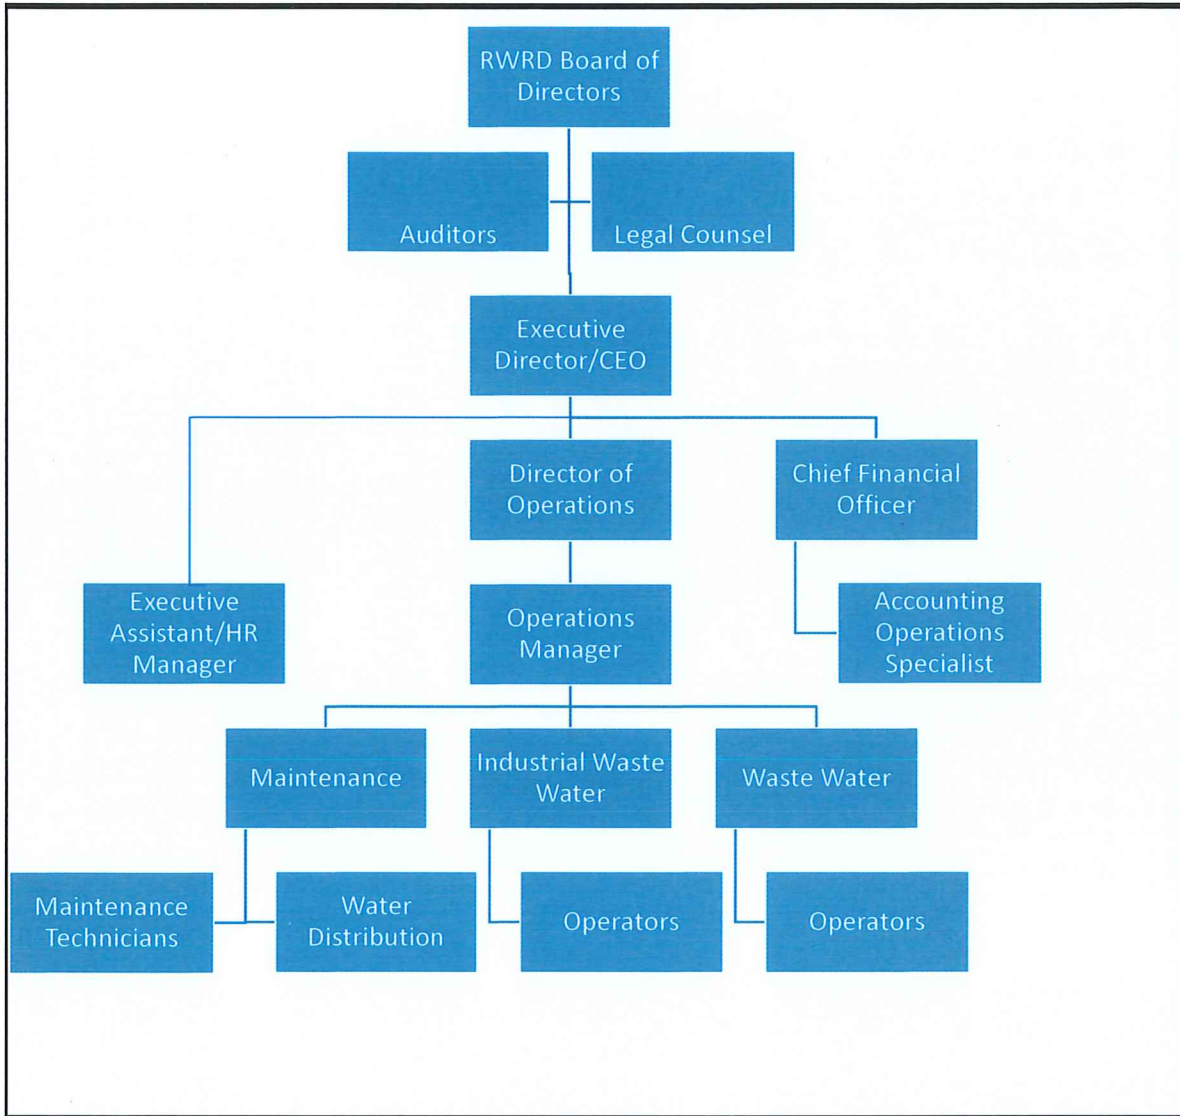 RWRD Board of
Directors
Auditors
Legal Counsel
Executive
Director/CEO
Director of
Operations
Chief Financial
Officer
Executive
Assistant/HR
Manager
Operations
Manager
Accounting
Operations
Specialist
Maintenance
Industrial Waste
Water
Waste Water
Maintenance
Technicians
Water
Distribution
Operators
Operators